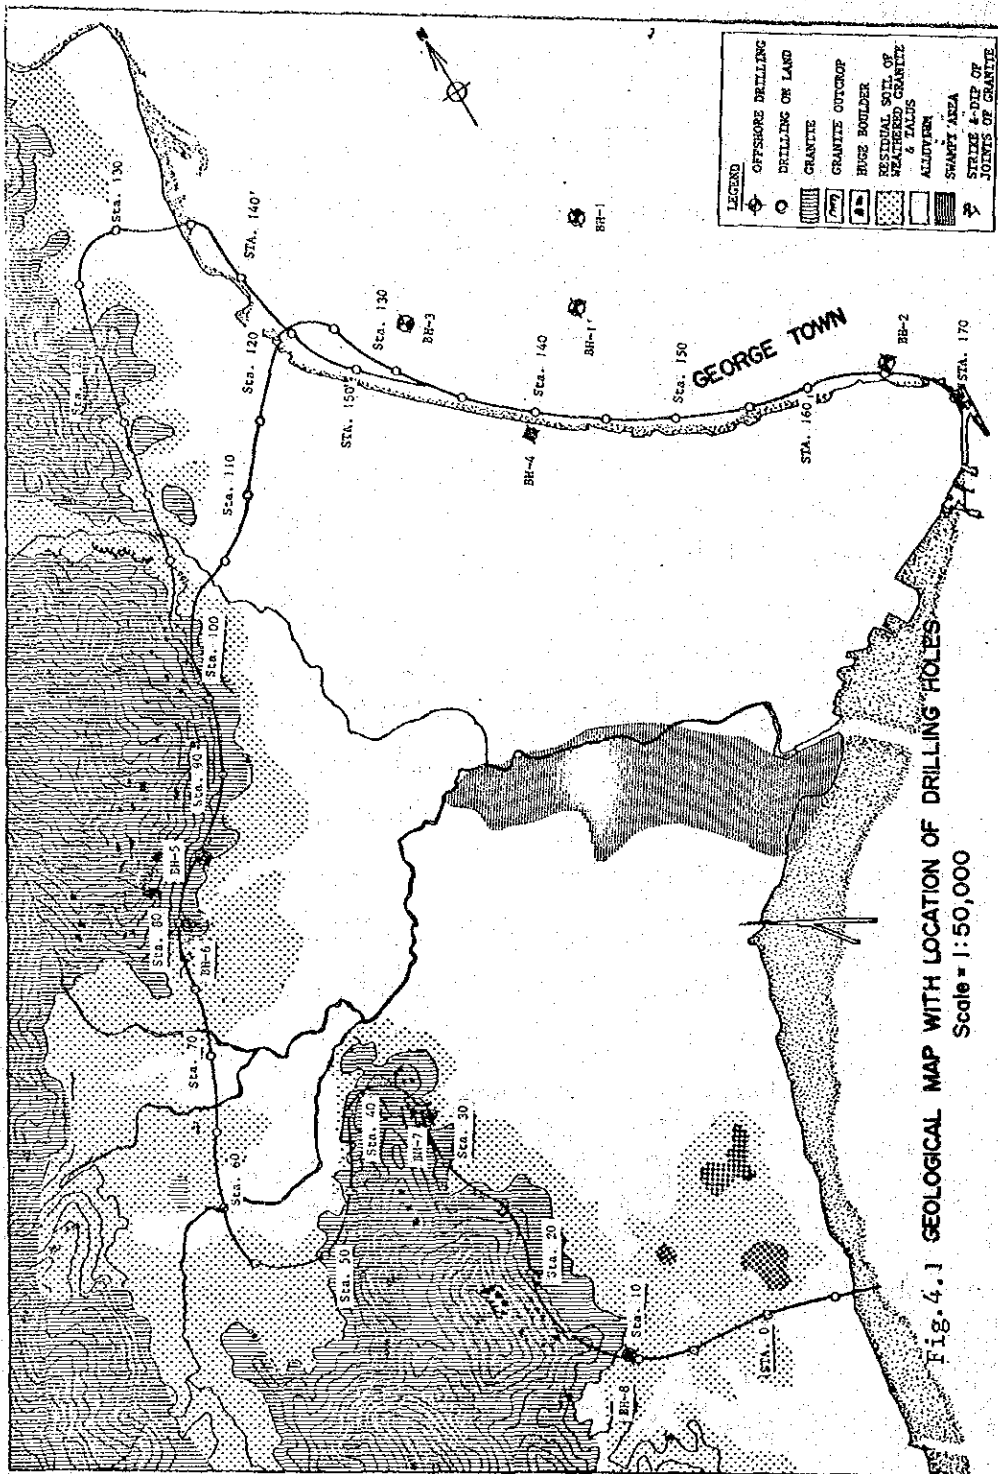 LEGEND
OFFSHORE DRILLING
DRILLING ON LAND
GRANITE
GRANITE OUTCROP
HUGE BOULDER
RESIDUAL SOIL OF
WEATHERED GRANITE
& TALUS
ALLUVIUM
SWAMPY AREA
STRIKE & DIP OF
JOINTS OF GRANITE
N
Sta. 130
STA. 140'
Sta. 120
Sta. 130
BH-3
BH-1
BH-1'
STA. 150'
Sta. 140
BH-4
Sta. 150
GEORGE TOWN
STA. 160
BH-2
STA. 170
Sta. 110
Sta. 100
Sta. 90
BH-5
Sta. 80
BH-6
Sta. 70
Sta. 60
Sta. 50
Sta. 40
BH-7
Sta. 30
Sta. 20
Sta. 10
BH-8
STA. 0
Fig. 4.1 GEOLOGICAL MAP WITH LOCATION OF DRILLING HOLES
Scale = 1:50,000